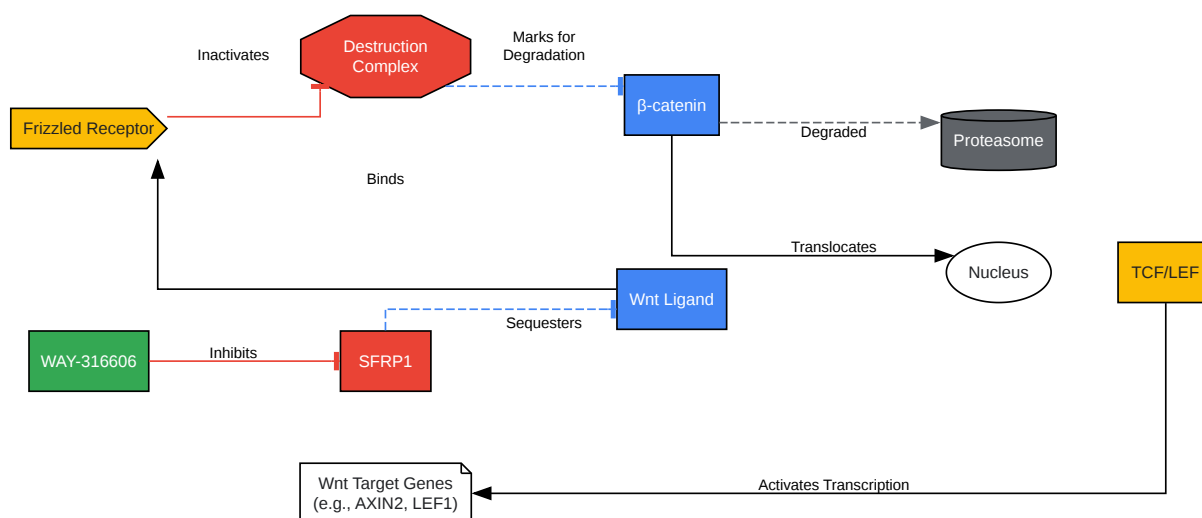 Destruction
Complex
Inactivates
Marks for
Degradation
Frizzled Receptor
β-catenin
Degraded
Proteasome
Binds
Translocates
Nucleus
TCF/LEF
Wnt Ligand
Sequesters
WAY-316606
Inhibits
SFRP1
Wnt Target Genes
(e.g., AXIN2, LEF1)
Activates Transcription